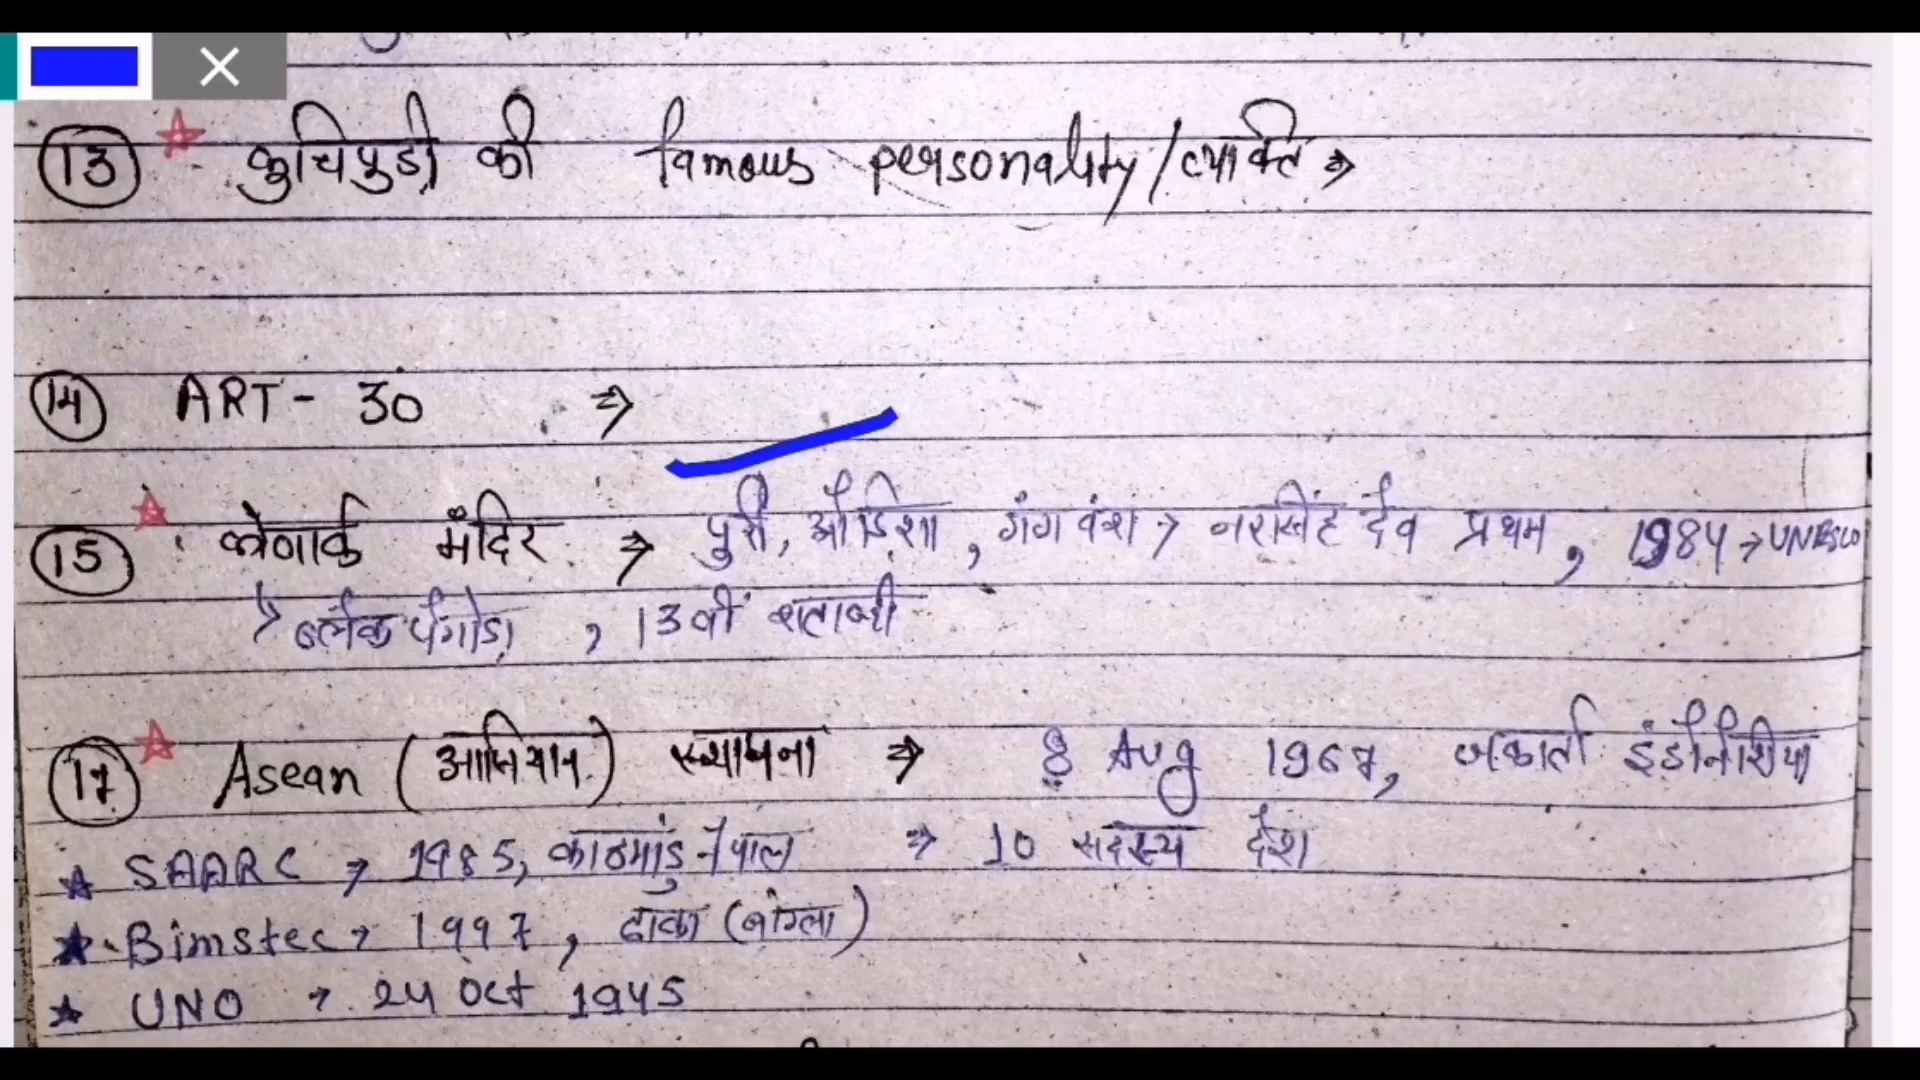 13 कुचिपुडी की famous personality/व्यक्ति ⇒
14 ART - 30 ⇒
15 कोणार्क मंदिर ⇒ पुरी, ओडिशा, गंग वंश → नरसिंह देव प्रथम, 1984 → UNESCO
↳ ब्लैक पैगोडा, 13वीं शताब्दी
17 Asean (आसियान) स्थापना ⇒ 8 Aug 1967, जकार्ता इंडोनेशिया
★ SAARC → 1985, काठमांडु नेपाल ⇒ 10 सदस्य देश
★ Bimstec → 1997, ढाका (बांग्ला)
★ UNO → 24 Oct 1945